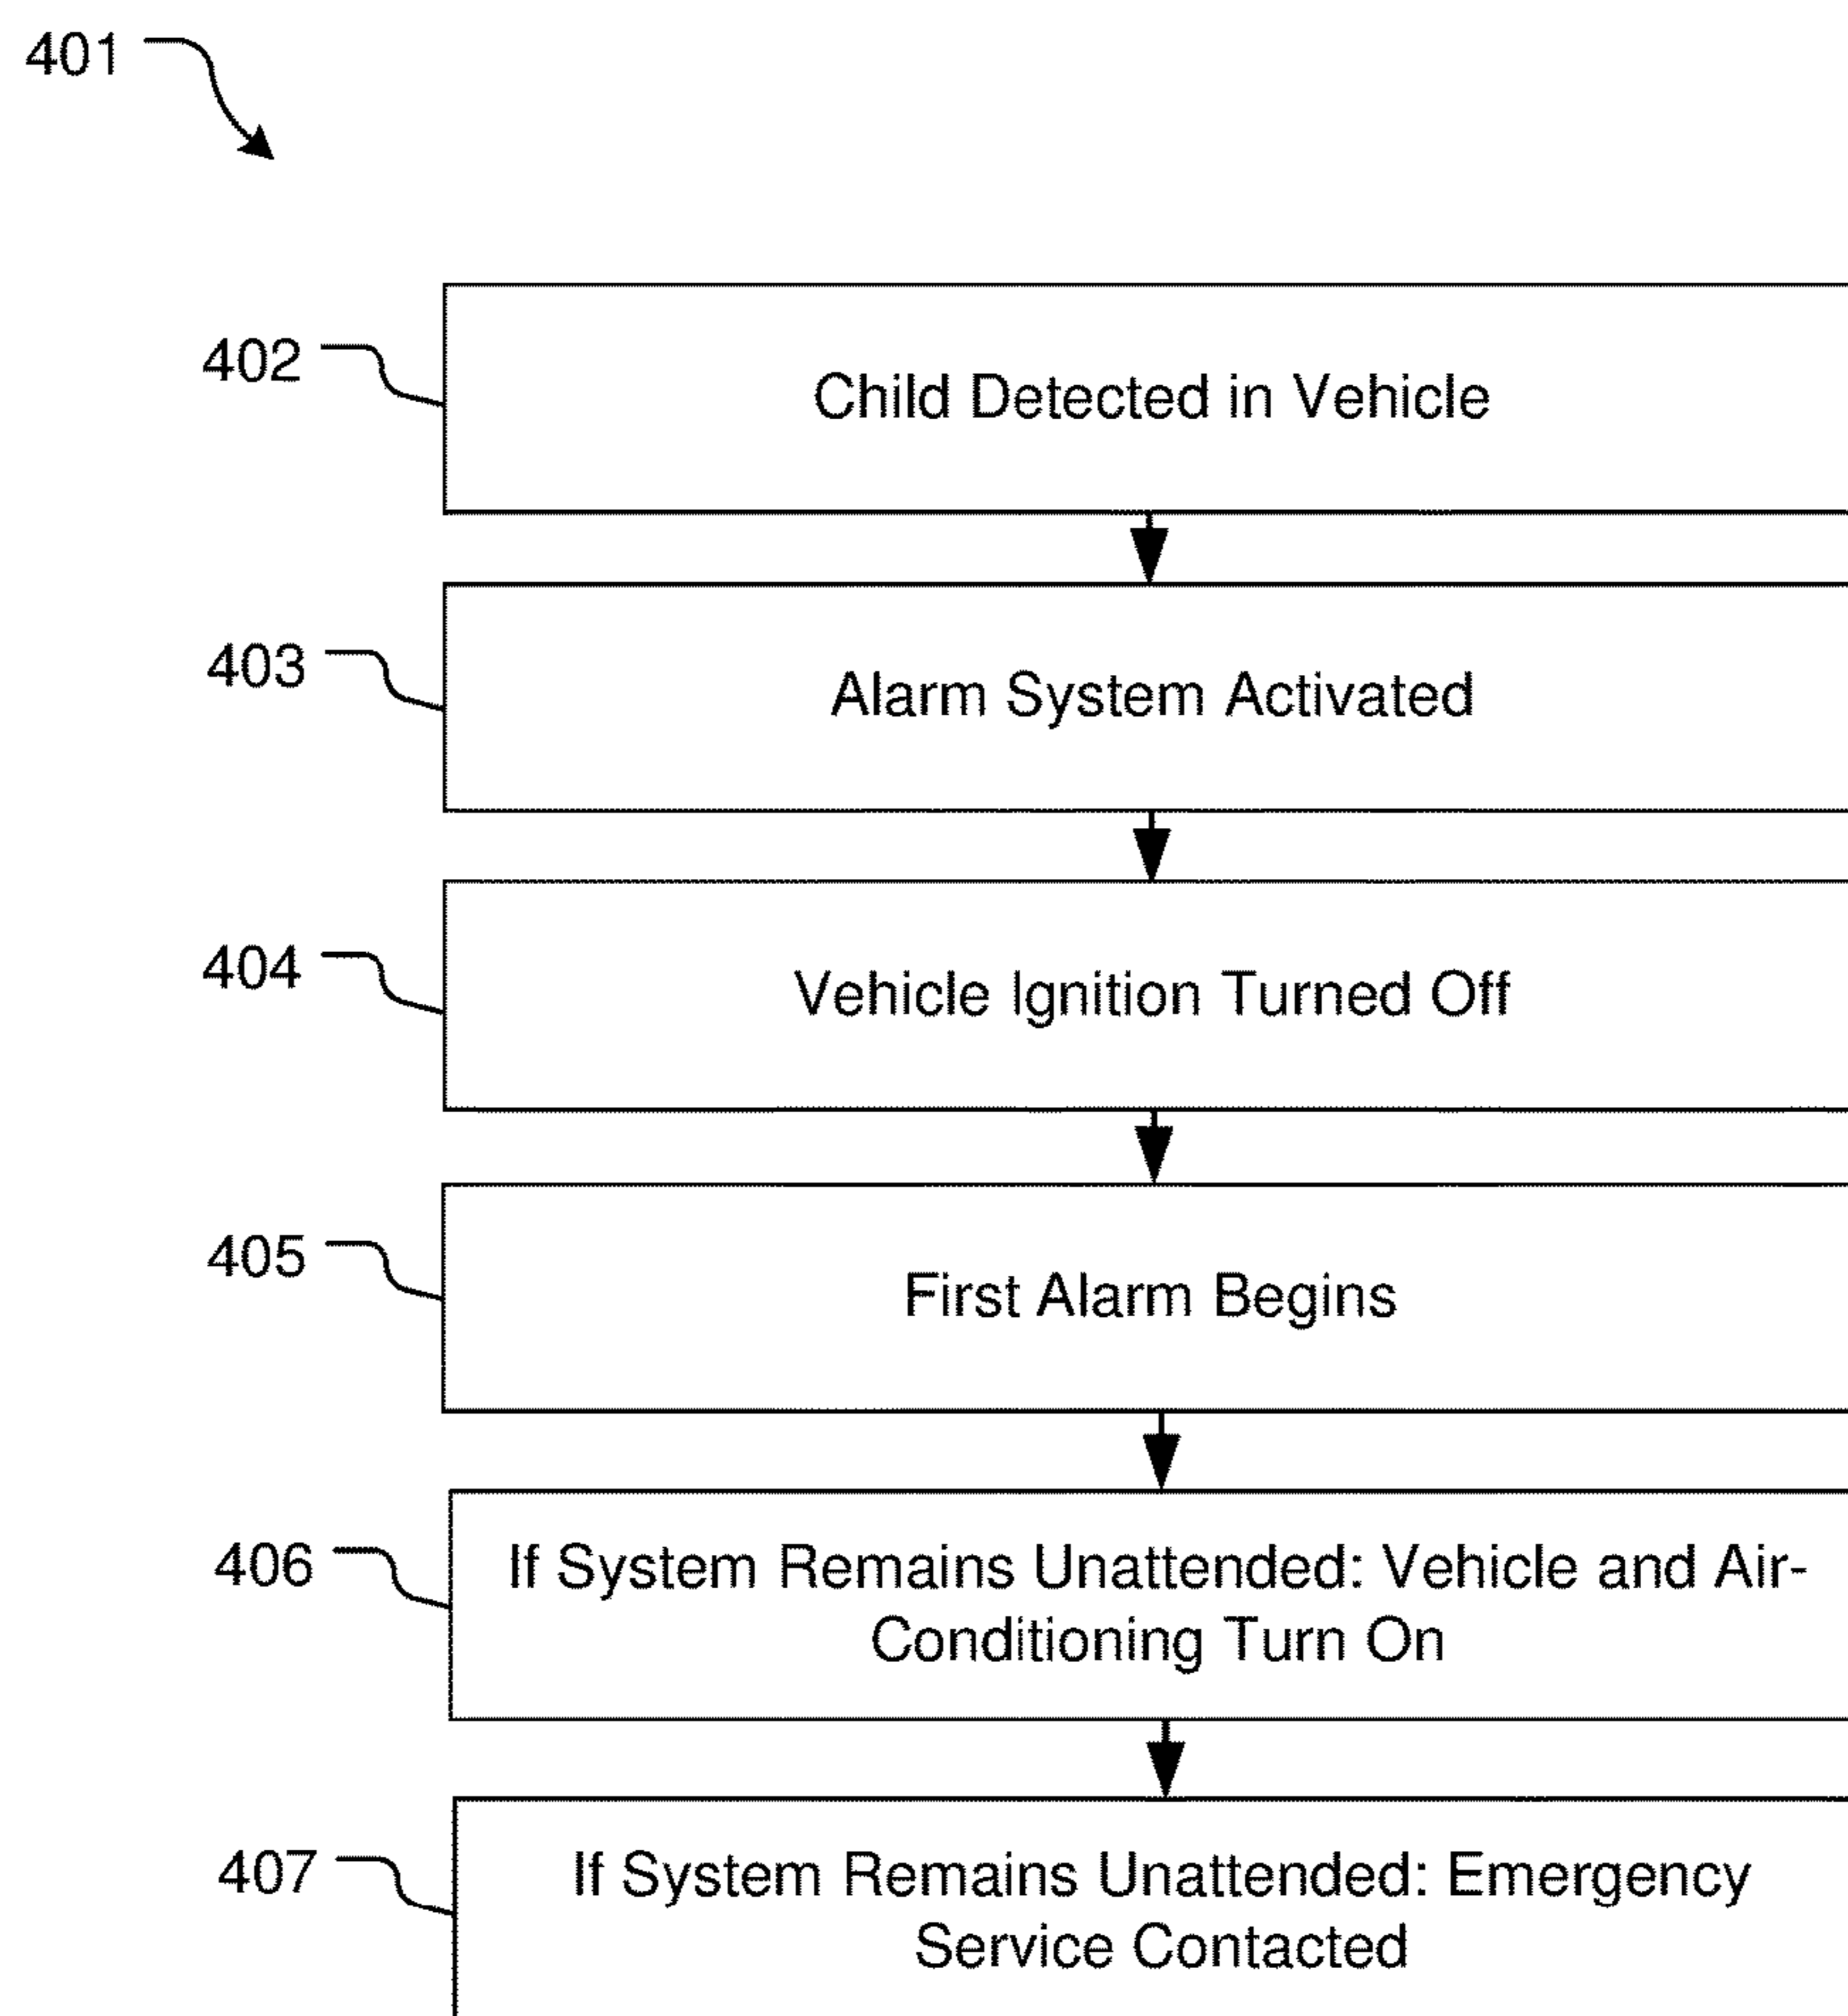 401
402
Child Detected in Vehicle
403
Alarm System Activated
404
Vehicle Ignition Turned Off
405
First Alarm Begins
406
If System Remains Unattended: Vehicle and Air-
Conditioning Turn On
407
If System Remains Unattended: Emergency
Service Contacted